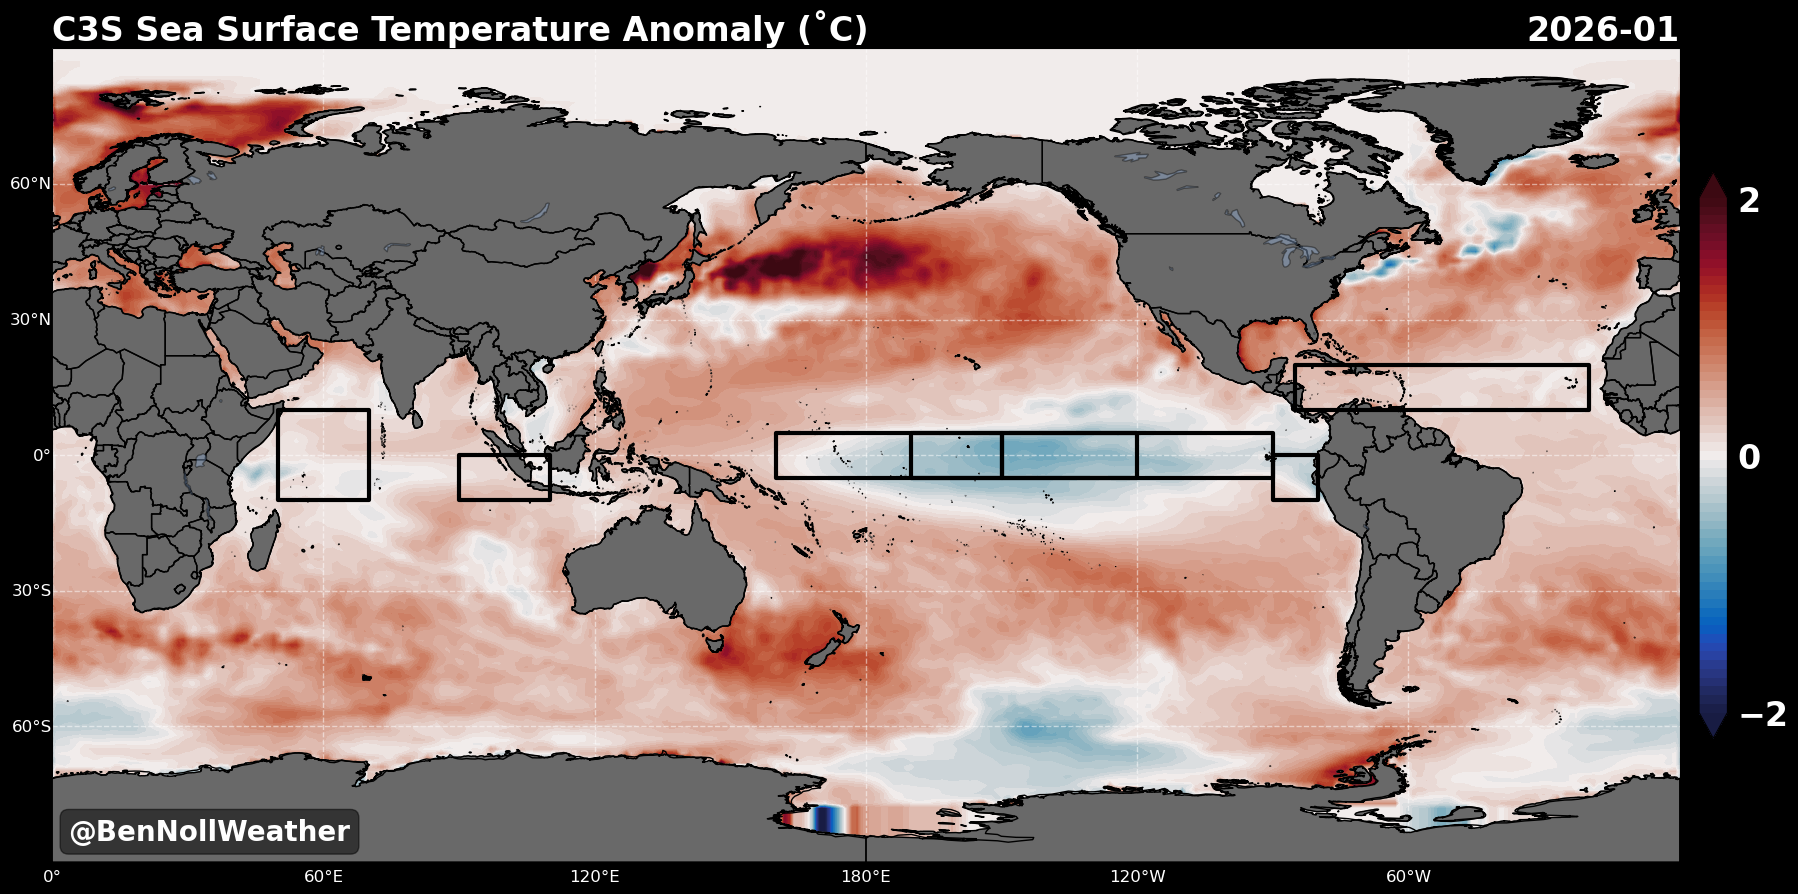 C3S Sea Surface Temperature Anomaly (˚C)
2026-01
60°N
30°N
0°
30°S
60°S
2
0
−2
@BenNollWeather
0°
60°E
120°E
180°E
120°W
60°W